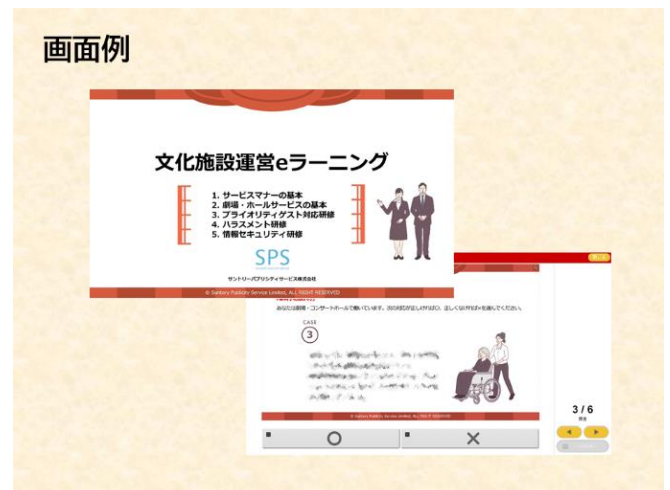 画面例
文化施設運営eラーニング
1. サービスマナーの基本
2. 劇場・ホールサービスの基本
3. プライオリティゲスト対応研修
4. ハラスメント研修
5. 情報セキュリティ研修
SPS
サントリーパブリシティサービス株式会社
© Suntory Publicity Service Limited, ALL RIGHT RESERVED
あなたは劇場・コンサートホールで働いています。次の対応が正しければ○、正しくなければ×を選んでください。
CASE
3
© Suntory Publicity Service Limited, ALL RIGHT RESERVED
○
×
3 / 6